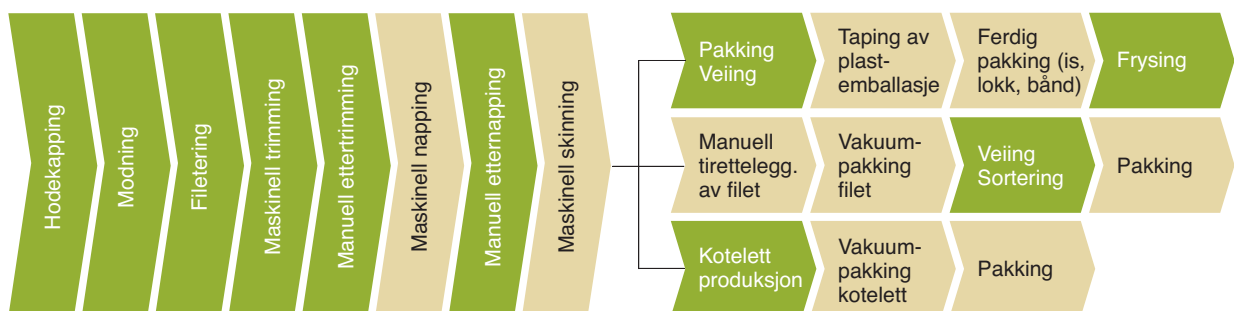 Hodekapping
Modning
Filetering
Maskinell trimming
Manuell ettertrimming
Maskinell napping
Manuell etternapping
Maskinell skinning
Pakking
Veiing
Taping av
plast-
emballasje
Ferdig
pakking (is,
lokk, bånd)
Frysing
Manuell
tirettelegg.
av filet
Vakuum-
pakking
filet
Veiing
Sortering
Pakking
Kotelett
produksjon
Vakuum-
pakking
kotelett
Pakking